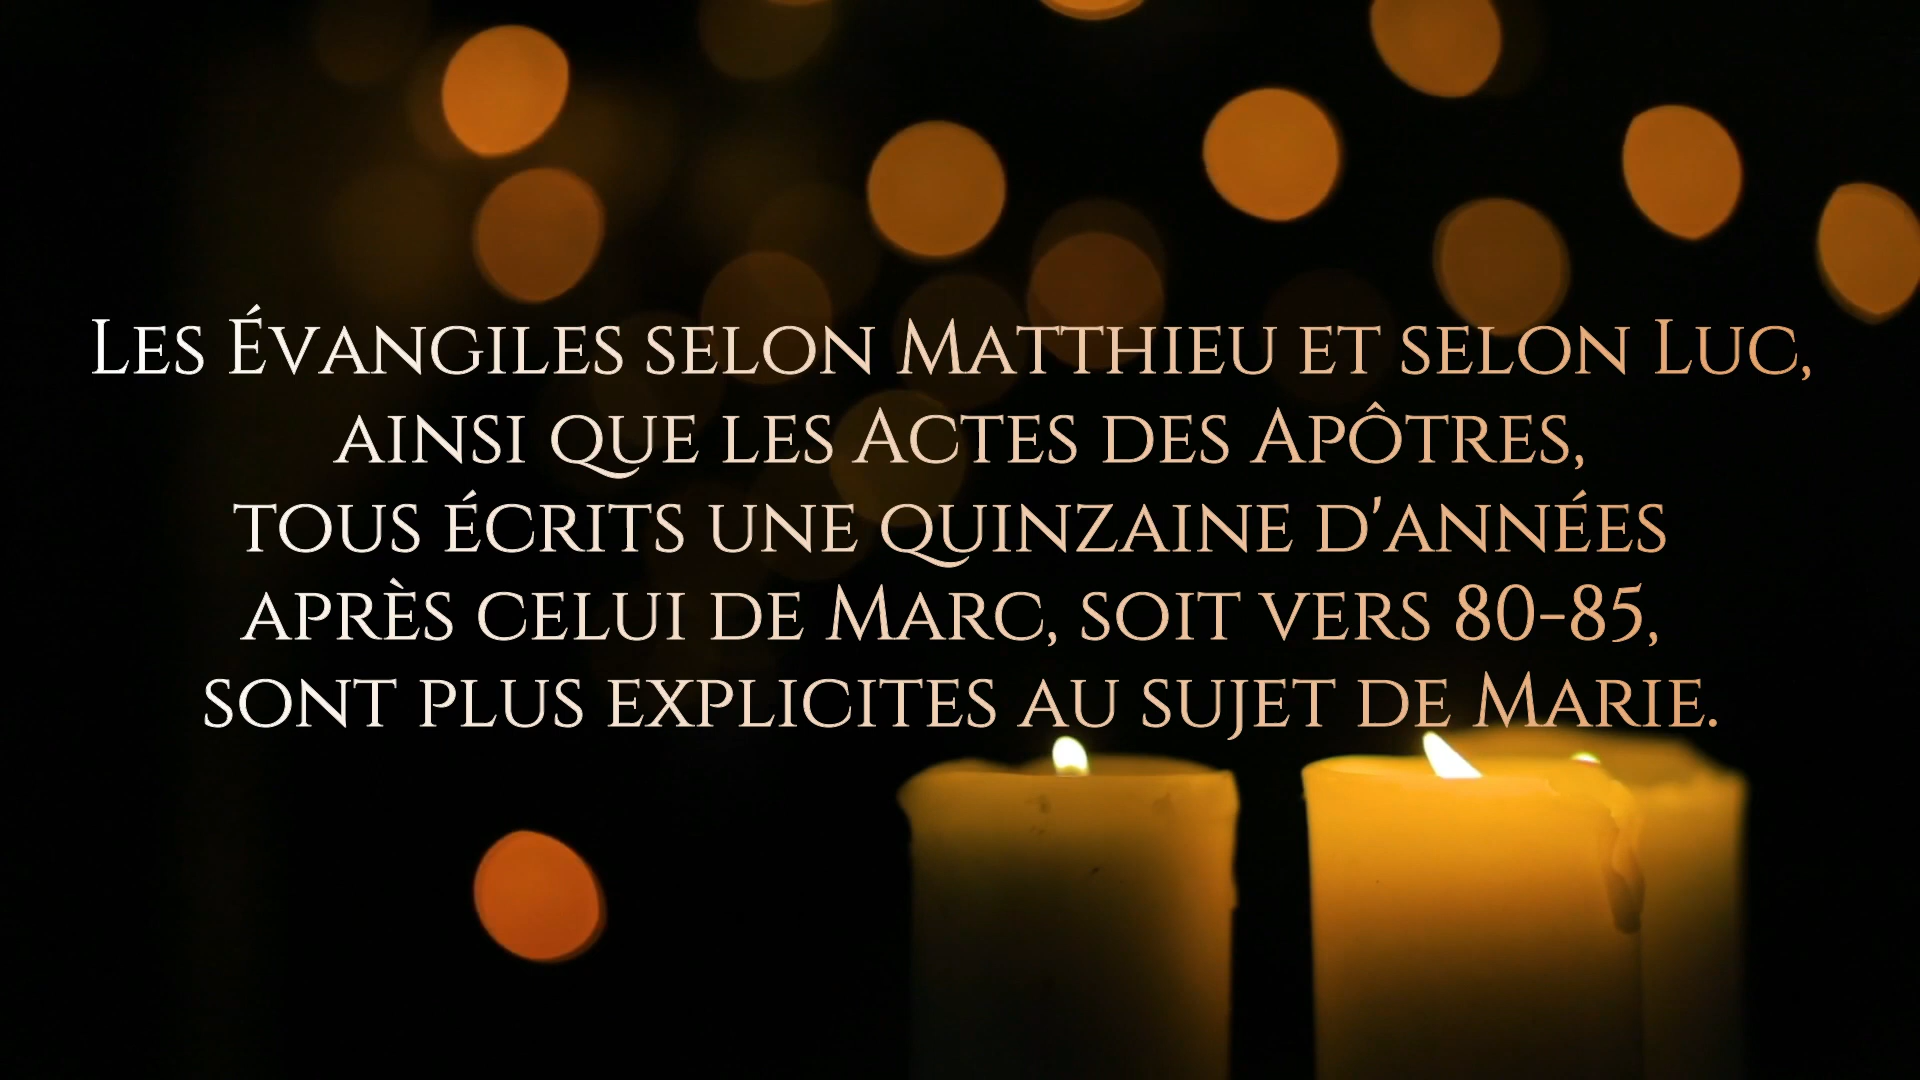 Les Évangiles selon Matthieu et selon Luc,
ainsi que les Actes des Apôtres,
tous écrits une quinzaine d'années
après celui de Marc, soit vers 80-85,
sont plus explicites au sujet de Marie.